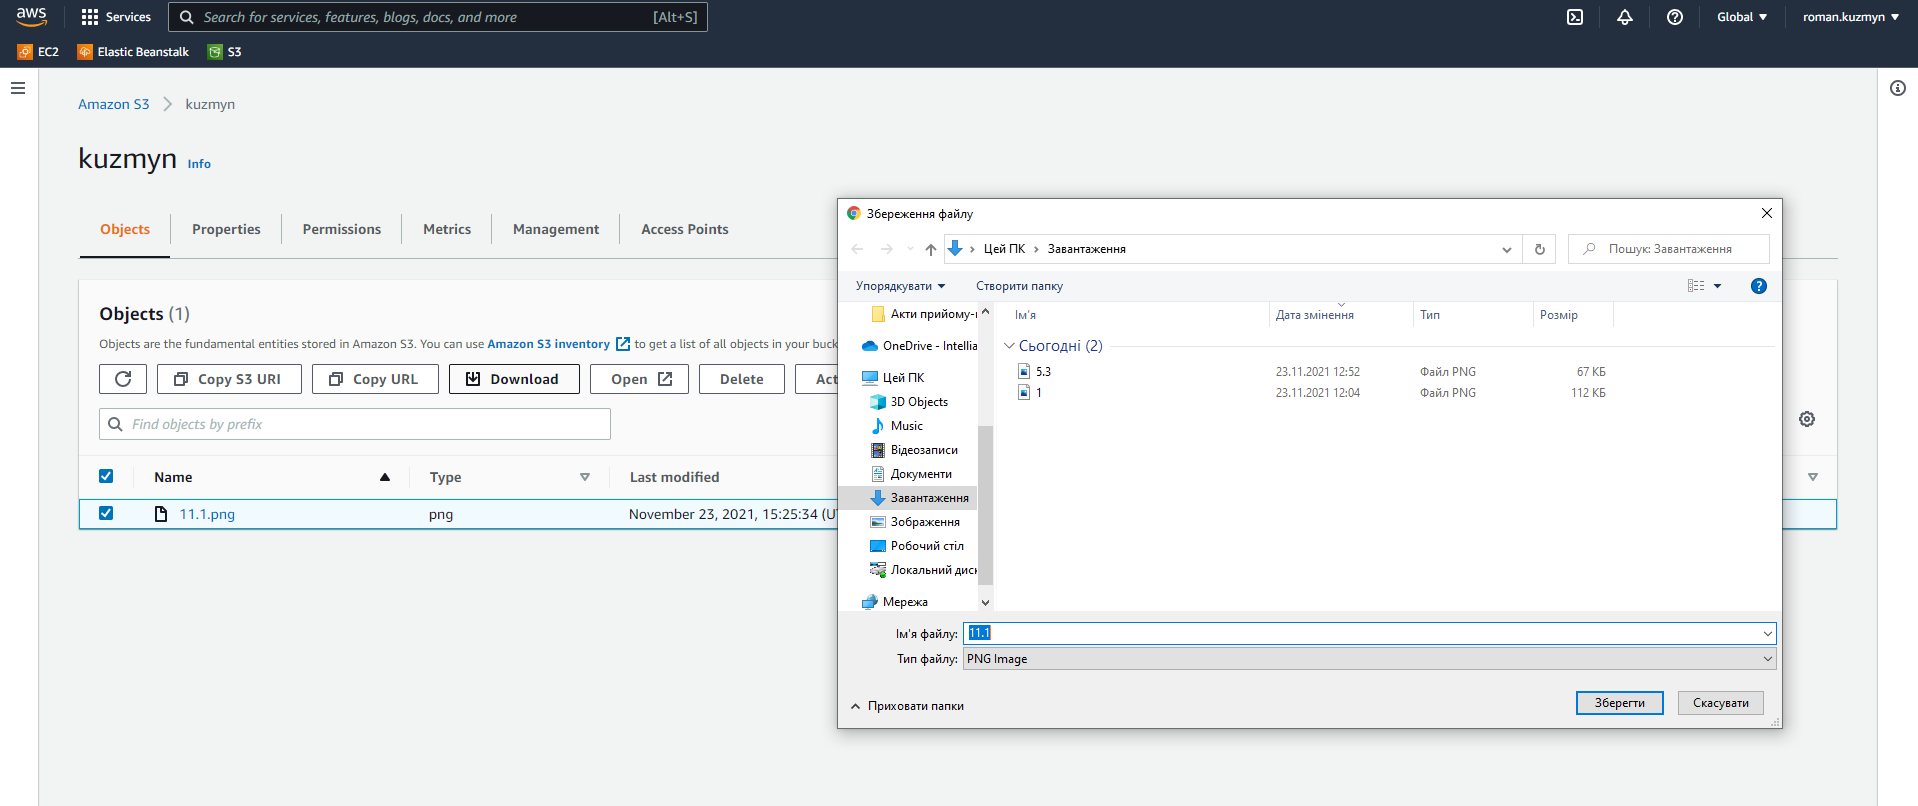 aws
Services
Search for services, features, blogs, docs, and more [Alt+S]
Global
roman.kuzmyn
EC2
Elastic Beanstalk
S3
Amazon S3
kuzmyn
kuzmyn Info
Objects
Properties
Permissions
Metrics
Management
Access Points
Objects (1)
Objects are the fundamental entities stored in Amazon S3. You can use Amazon S3 inventory to get a list of all objects in your buck
Copy S3 URI
Copy URL
Download
Open
Delete
Act
Find objects by prefix
Name
Type
Last modified
11.1.png
png
November 23, 2021, 15:25:34 (U
Збереження файлу
Цей ПК
Завантаження
Пошук: Завантаження
Упорядкувати
Створити папку
?
Акти прийому-
OneDrive - Intellia
Цей ПК
3D Objects
Music
Відеозаписи
Документи
Завантаження
Зображення
Робочий стіл
Локальний диск
Мережа
Ім'я
Дата змінення
Тип
Розмір
Сьогодні (2)
5.3 23.11.2021 12:52 Файл PNG 67 КБ
1 23.11.2021 12:04 Файл PNG 112 КБ
Ім'я файлу: 11.1
Тип файлу: PNG Image
Приховати папки
Зберегти
Скасувати